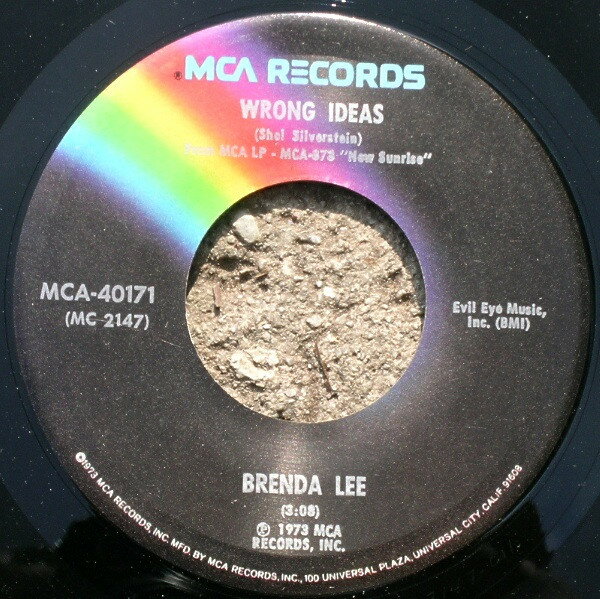 ® MCA RECORDS
WRONG IDEAS
(Shel Silverstein)
From MCA LP - MCA-373 "New Sunrise"
MCA-40171
(MC 2147)
Evil Eye Music,
Inc. (BMI)
BRENDA LEE
(3:08)
℗ 1973 MCA
RECORDS, INC.
©1973 MCA RECORDS, INC. MFD. BY MCA RECORDS, INC., 100 UNIVERSAL PLAZA, UNIVERSAL CITY, CALIF. 91608